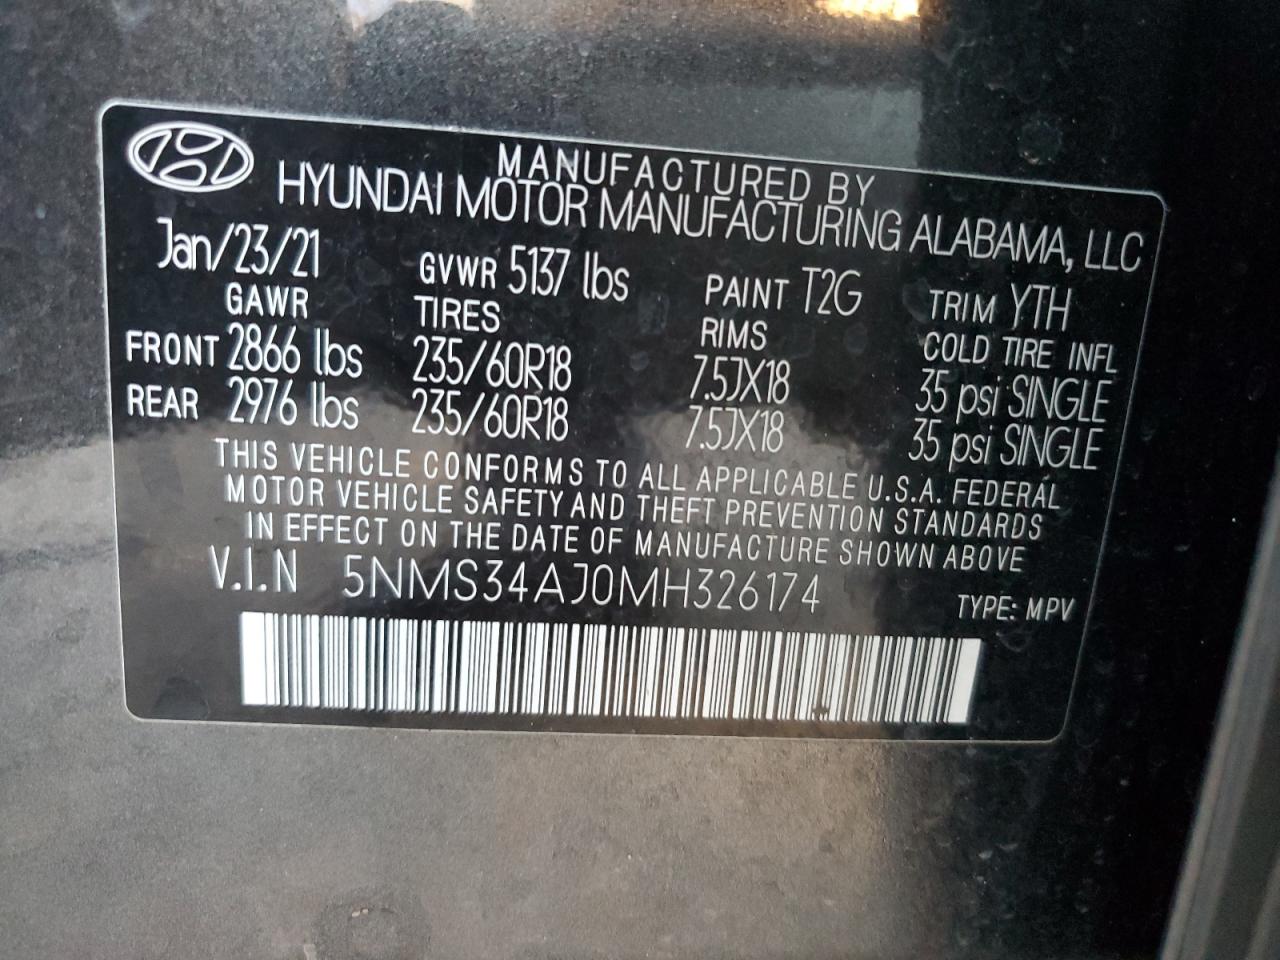 MANUFACTURED BY
HYUNDAI MOTOR MANUFACTURING ALABAMA, LLC
Jan/23/21 GVWR 5137 lbs PAINT T2G TRIM YTH
GAWR TIRES RIMS COLD TIRE INFL
FRONT 2866 lbs 235/60R18 7.5JX18 35 psi SINGLE
REAR 2976 lbs 235/60R18 7.5JX18 35 psi SINGLE
THIS VEHICLE CONFORMS TO ALL APPLICABLE U.S.A. FEDERAL
MOTOR VEHICLE SAFETY AND THEFT PREVENTION STANDARDS
IN EFFECT ON THE DATE OF MANUFACTURE SHOWN ABOVE
V.I.N 5NMS34AJ0MH326174 TYPE: MPV